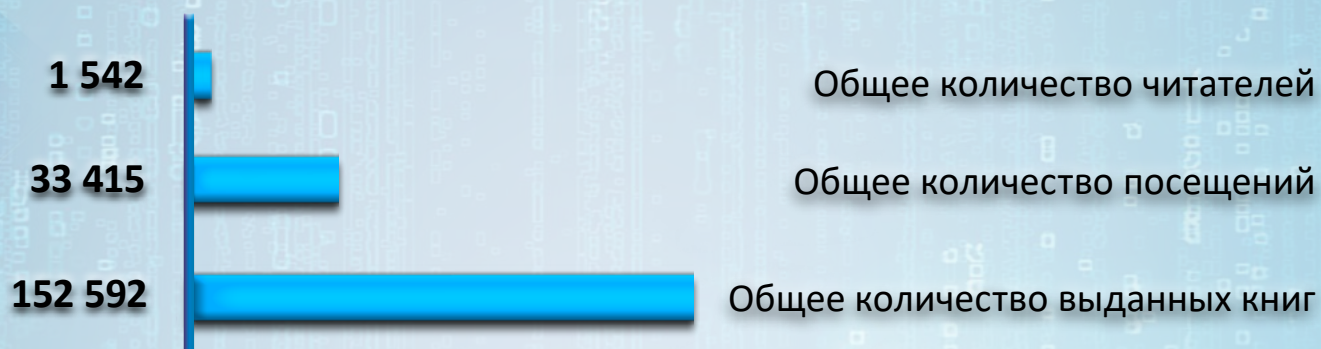 1 542 Общее количество читателей
33 415 Общее количество посещений
152 592 Общее количество выданных книг